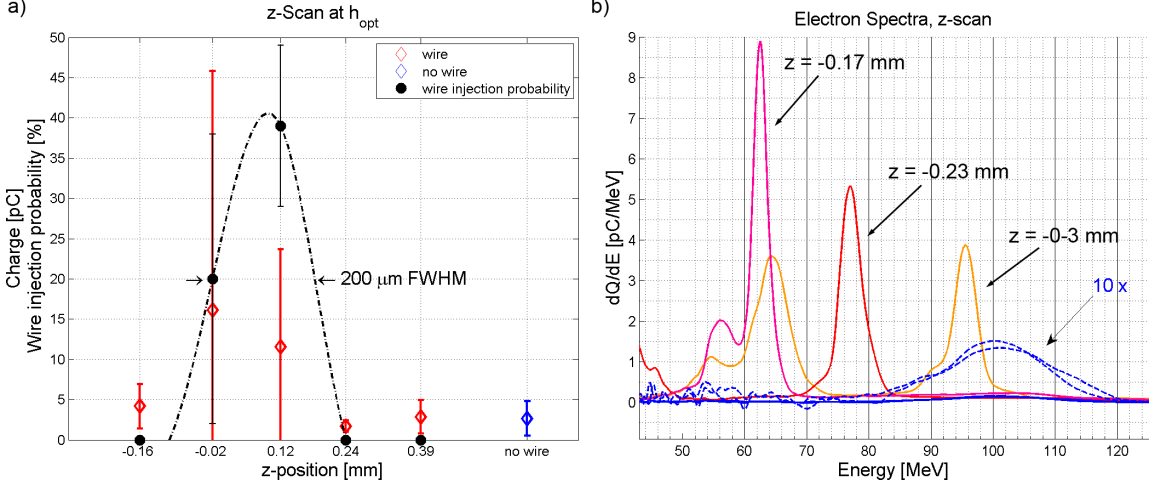 a)
z-Scan at h_opt
Charge [pC]
Wire injection probability [%]
50
45
40
35
30
25
20
15
10
5
0
wire
no wire
wire injection probability
200 μm FWHM
-0.16
-0.02
0.12
0.24
0.39
no wire
z-position [mm]
b)
Electron Spectra, z-scan
dQ/dE [pC/MeV]
9
8
7
6
5
4
3
2
1
0
z = -0.17 mm
z = -0.23 mm
z = -0-3 mm
10 x
50
60
70
80
90
100
110
120
Energy [MeV]